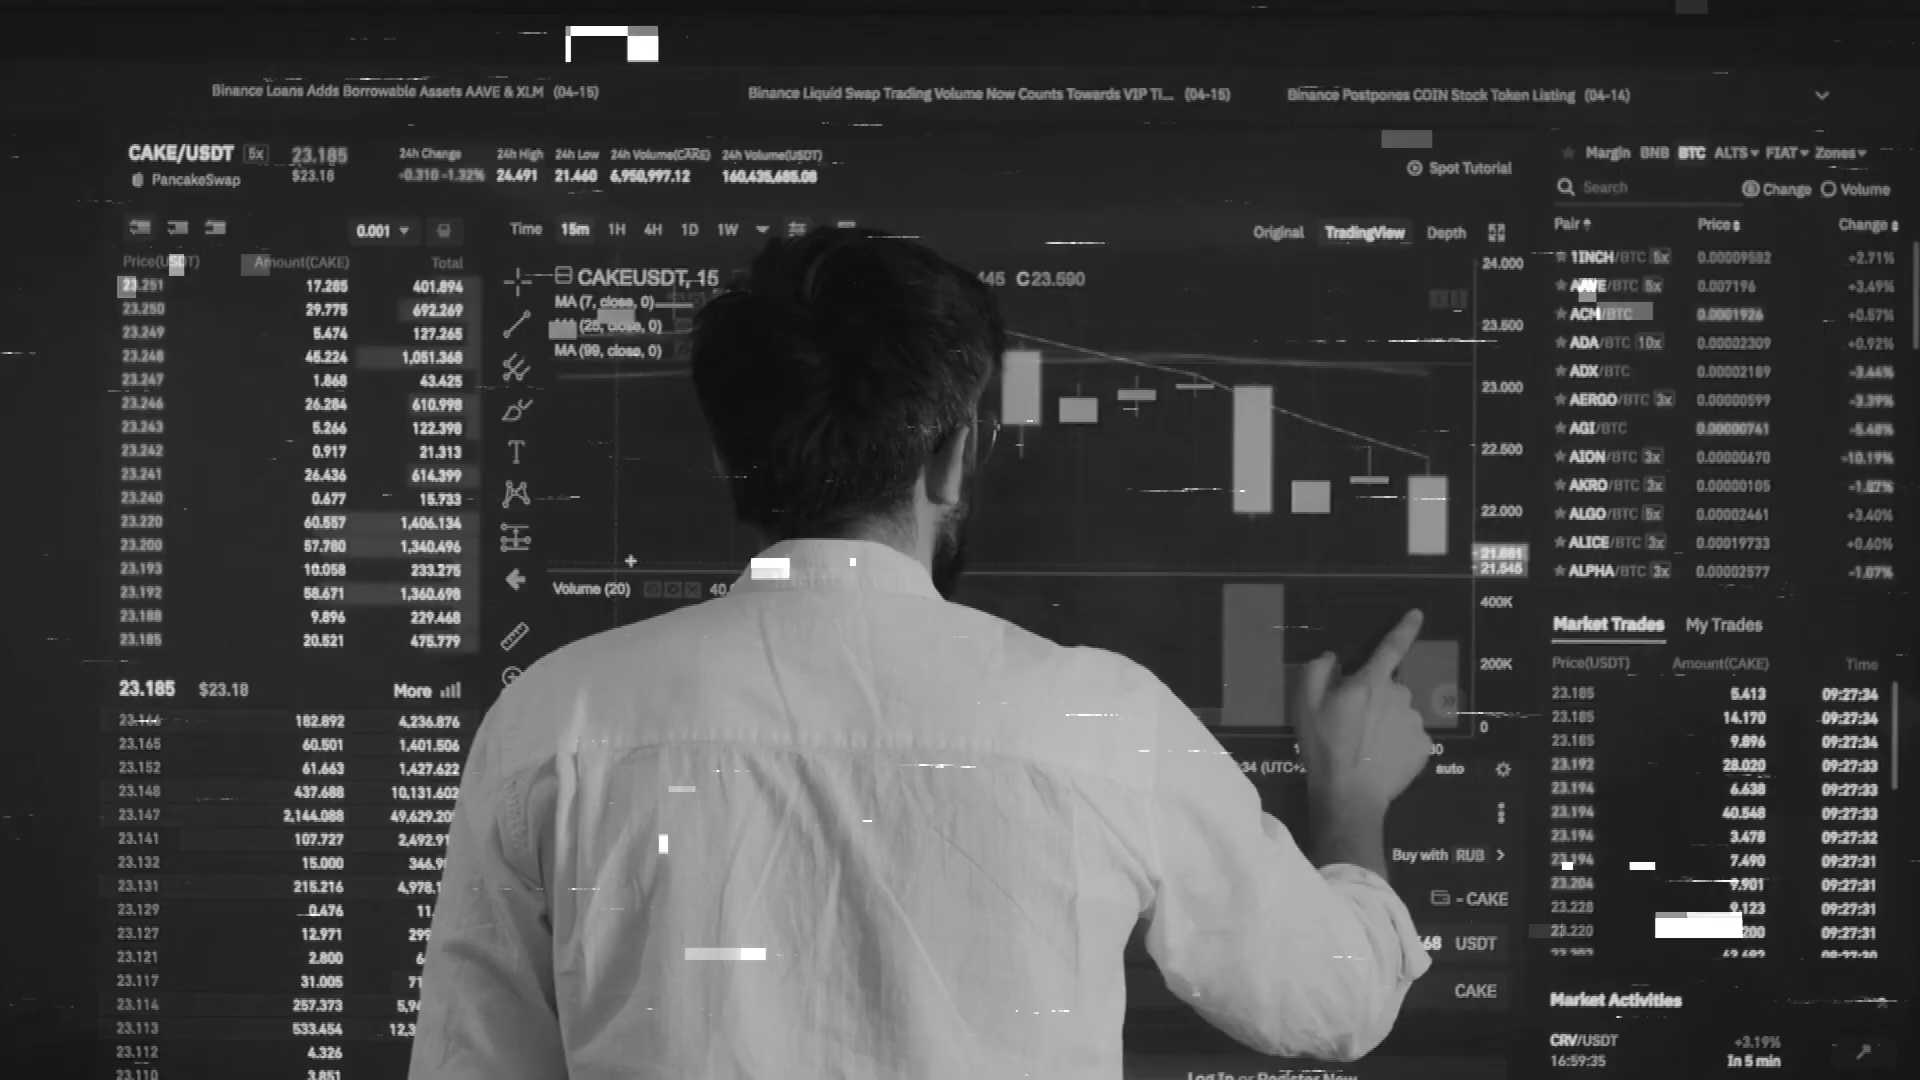 Binance Loans Adds Borrowable Assets AAVE & XLM (04-15)
Binance Liquid Swap Trading Volume Now Counts Towards VIP Ti... (04-15)
Binance Postpones COIN Stock Token Listing (04-14)
CAKE/USDT 5x 23.185
PancakeSwap $23.18
24h Change 24h High 24h Low 24h Volume(CAKE) 24h Volume(USDT)
-0.310 -1.32% 24.491 21.460 6,950,997.12 160,435,685.08
Spot Tutorial
0.001
Price(USDT) Amount(CAKE) Total
23.251 17.285 401.894
23.250 29.775 692.269
23.249 5.474 127.265
23.248 45.224 1,051.368
23.247 1.868 43.425
23.246 26.284 610.998
23.243 5.266 122.398
23.242 0.917 21.313
23.241 26.436 614.399
23.240 0.677 15.733
23.220 60.557 1,406.134
23.200 57.780 1,340.496
23.193 10.058 233.275
23.192 58.671 1,360.698
23.188 9.896 229.468
23.185 20.521 475.779
23.185 $23.18 More
182.892 4,236.876
23.165 60.501 1,401.506
23.152 61.663 1,427.622
23.148 437.688 10,131.602
23.147 2,144.088 49,629.20
23.141 107.727 2,492.91
23.132 15.000 346.9
23.131 215.216 4,978.
23.129 0.476 11.
23.127 12.971 295
23.121 2.800 6
23.117 31.005 71
23.114 257.373 5,9
23.113 533.454 12,3
23.112 4.326
23.110 3.851
Time 15m 1H 4H 1D 1W
Original TradingView Depth
CAKEUSDT, 15 445 C23.590
MA (7, close, 0)
MA (25, close, 0)
MA (99, close, 0)
24.000
23.500
23.000
22.500
22.000
21.545
Volume (20) 40
400K
200K
0
34 (UTC+
auto
Buy with RUB
- CAKE
68 USDT
CAKE
Log In or Register Now
Margin BNB BTC ALTS FIAT Zones
Search Change Volume
Pair Price Change
1INCH/BTC 5x 0.00009582 +2.71%
AAVE/BTC 5x 0.007196 +3.49%
ACM/BTC 0.0001926 +0.57%
ADA/BTC 10x 0.00002309 +0.92%
ADX/BTC 0.00002189 -3.44%
AERGO/BTC 3x 0.00000599 -3.39%
AGI/BTC 0.00000741 -5.48%
AION/BTC 3x 0.00000670 -10.19%
AKRO/BTC 3x 0.00000105 -1.87%
ALGO/BTC 5x 0.00002461 +3.40%
ALICE/BTC 3x 0.00019733 +0.60%
ALPHA/BTC 3x 0.00002577 -1.07%
Market Trades My Trades
Price(USDT) Amount(CAKE) Time
23.185 5.413 09:27:34
23.185 14.170 09:27:34
23.185 9.896 09:27:34
23.192 28.020 09:27:33
23.194 6.638 09:27:33
23.194 40.548 09:27:33
23.194 3.478 09:27:32
23.194 7.490 09:27:31
23.204 9.901 09:27:31
23.228 9.123 09:27:31
23.220 200 09:27:31
Market Activities
CRV/USDT +3.19%
16:59:35 In 5 min